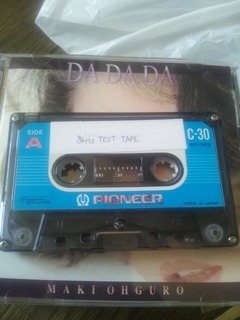 DA DA DA
SIDE
A
3kHz TEST TAPE
C-30
PIONEER
MAKI OHGURO